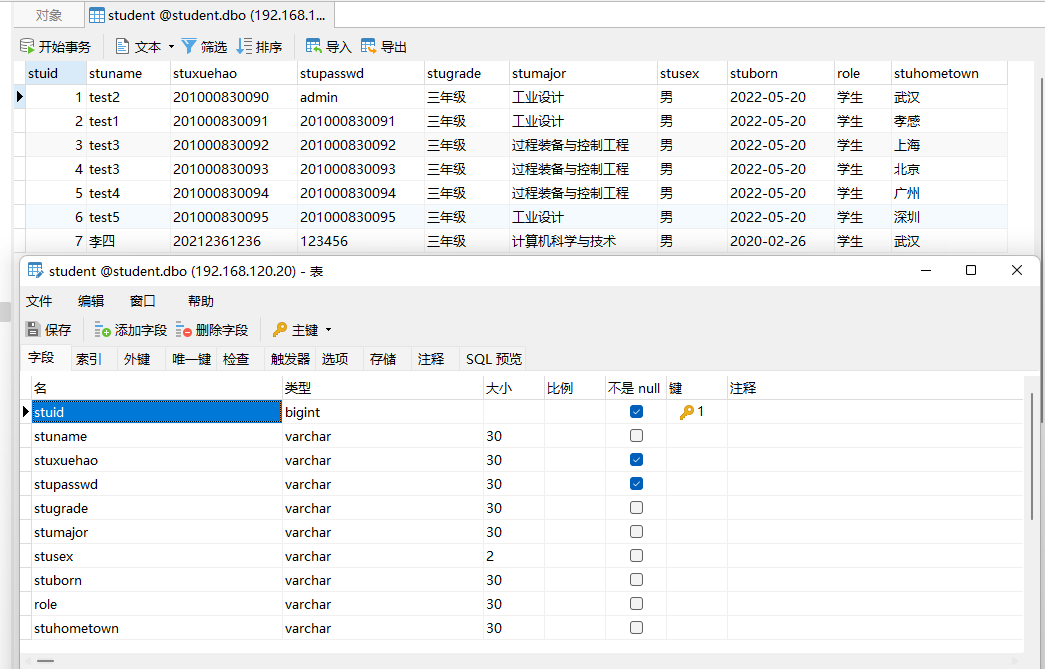 对象 student @student.dbo (192.168.1...
开始事务 文本 筛选 排序 导入 导出
stuid stuname stuxuehao stupasswd stugrade stumajor stusex stuborn role stuhometown
1 test2 201000830090 admin 三年级 工业设计 男 2022-05-20 学生 武汉
2 test1 201000830091 201000830091 三年级 工业设计 男 2022-05-20 学生 孝感
3 test3 201000830092 201000830092 三年级 过程装备与控制工程 男 2022-05-20 学生 上海
4 test3 201000830093 201000830093 三年级 过程装备与控制工程 男 2022-05-20 学生 北京
5 test4 201000830094 201000830094 三年级 过程装备与控制工程 男 2022-05-20 学生 广州
6 test5 201000830095 201000830095 三年级 工业设计 男 2022-05-20 学生 深圳
7 李四 20212361236 123456 三年级 计算机科学与技术 男 2020-02-26 学生 武汉
student @student.dbo (192.168.120.20) - 表
文件 编辑 窗口 帮助
保存 添加字段 删除字段 主键
字段 索引 外键 唯一键 检查 触发器 选项 存储 注释 SQL 预览
名 类型 大小 比例 不是 null 键 注释
stuid bigint 1
stuname varchar 30
stuxuehao varchar 30
stupasswd varchar 30
stugrade varchar 30
stumajor varchar 30
stusex varchar 2
stuborn varchar 30
role varchar 30
stuhometown varchar 30